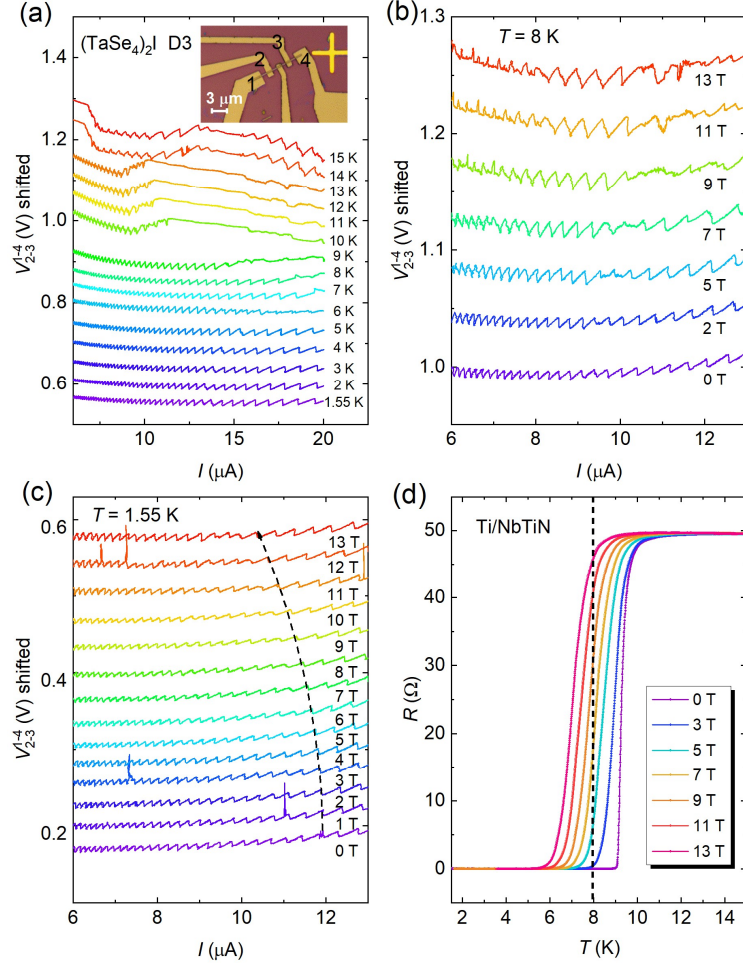 (a)
(TaSe4)2I D3
1
2
3
4
3 μm
1.4
1.2
1.0
0.8
0.6
V2-3^1-4 (V) shifted
15 K
14 K
13 K
12 K
11 K
10 K
9 K
8 K
7 K
6 K
5 K
4 K
3 K
2 K
1.55 K
10
15
20
I (μA)
(b)
T = 8 K
1.3
1.2
1.1
1.0
V2-3^1-4 (V) shifted
13 T
11 T
9 T
7 T
5 T
2 T
0 T
6
8
10
12
I (μA)
(c)
T = 1.55 K
0.6
0.4
0.2
V2-3^1-4 (V) shifted
13 T
12 T
11 T
10 T
9 T
8 T
7 T
6 T
5 T
4 T
3 T
2 T
1 T
0 T
6
8
10
12
I (μA)
(d)
Ti/NbTiN
50
40
30
20
10
0
R (Ω)
0 T
3 T
5 T
7 T
9 T
11 T
13 T
2
4
6
8
10
12
14
T (K)